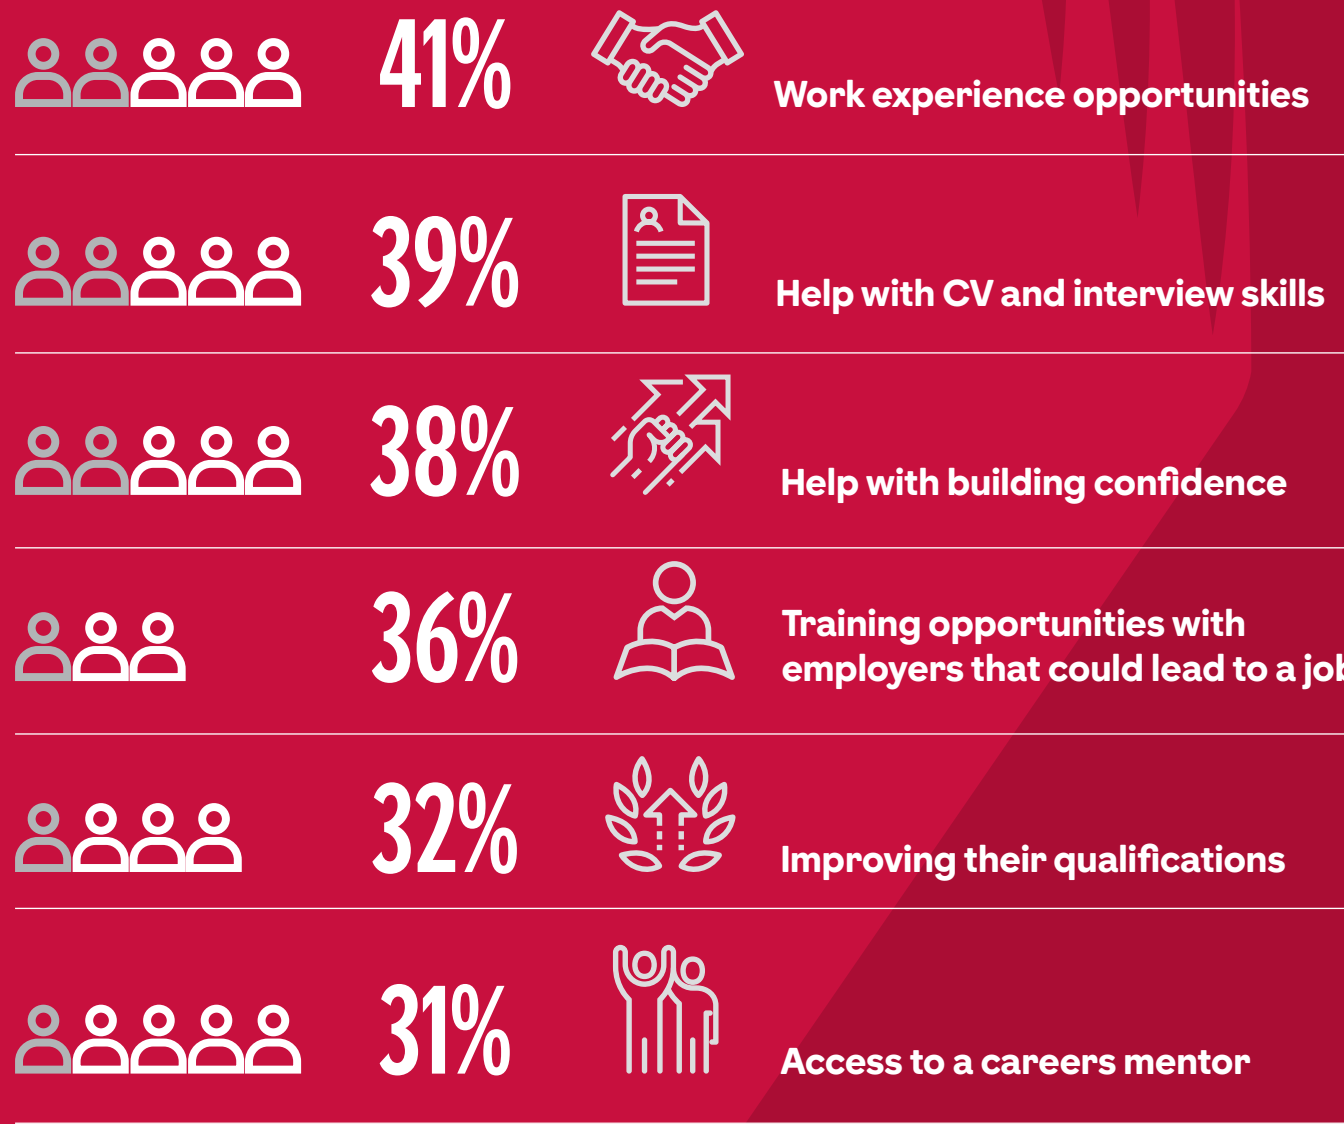 41%
Work experience opportunities
39%
Help with CV and interview skills
38%
Help with building confidence
36%
Training opportunities with
employers that could lead to a job
32%
Improving their qualifications
31%
Access to a careers mentor